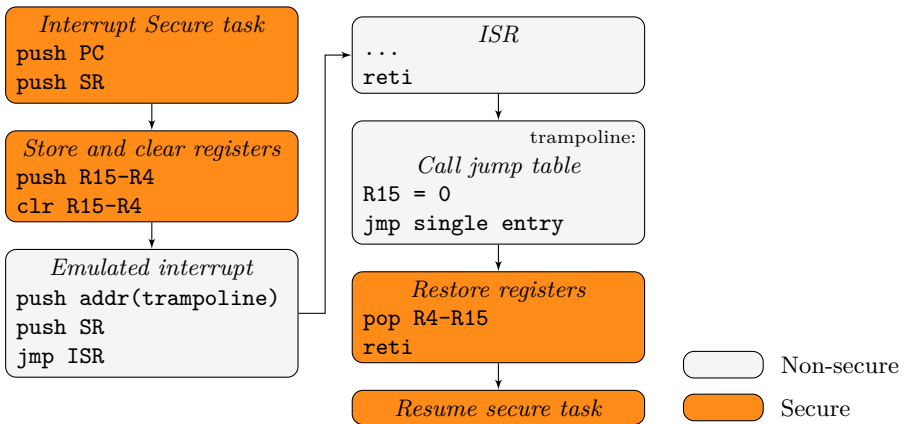 Interrupt Secure task
push PC
push SR
Store and clear registers
push R15-R4
clr R15-R4
Emulated interrupt
push addr(trampoline)
push SR
jmp ISR
ISR
...
reti
trampoline:
Call jump table
R15 = 0
jmp single entry
Restore registers
pop R4-R15
reti
Resume secure task
Non-secure
Secure